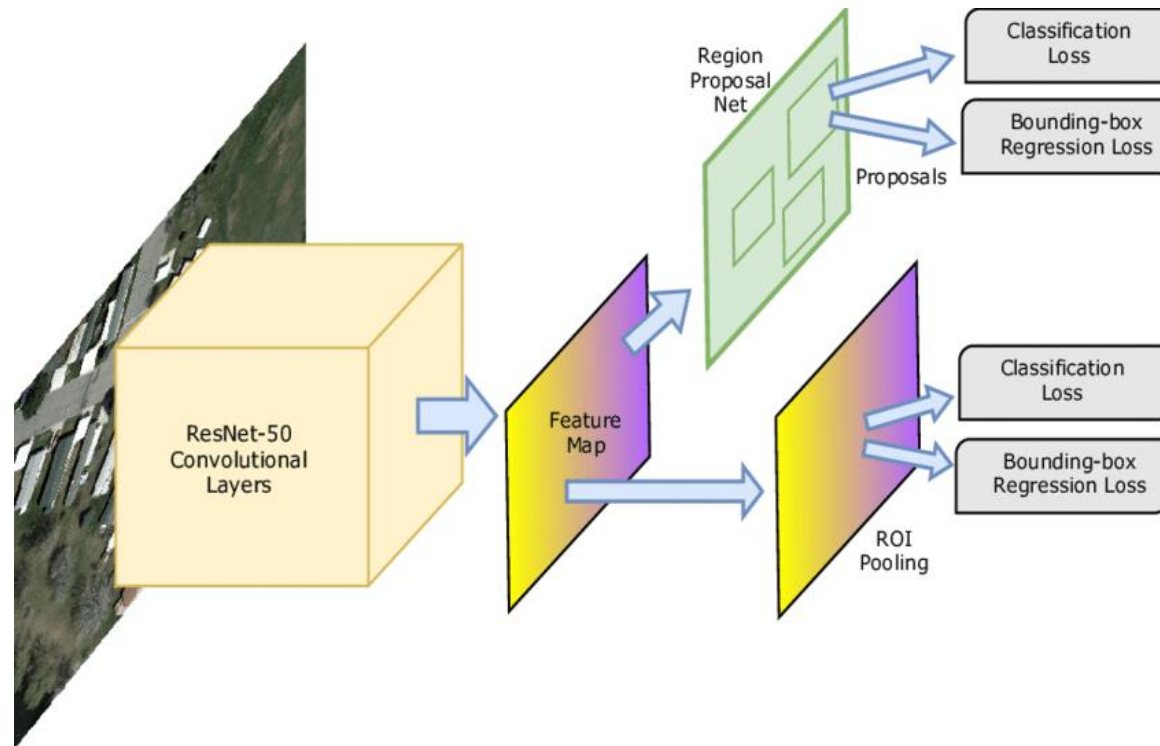 Region
Proposal
Net
Classification
Loss
Bounding-box
Regression Loss
Proposals
ResNet-50
Convolutional
Layers
Feature
Map
ROI
Pooling
Classification
Loss
Bounding-box
Regression Loss